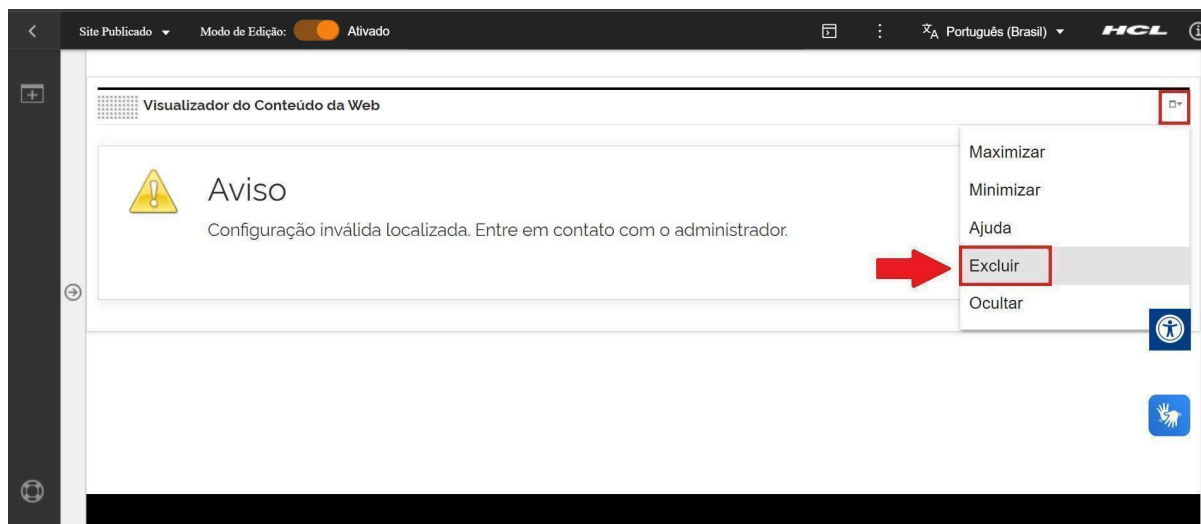 Site Publicado Modo de Edição: Ativado Português (Brasil) HCL
Visualizador do Conteúdo da Web
Maximizar
Aviso
Minimizar
Configuração inválida localizada. Entre em contato com o administrador.
Ajuda
Excluir
Ocultar